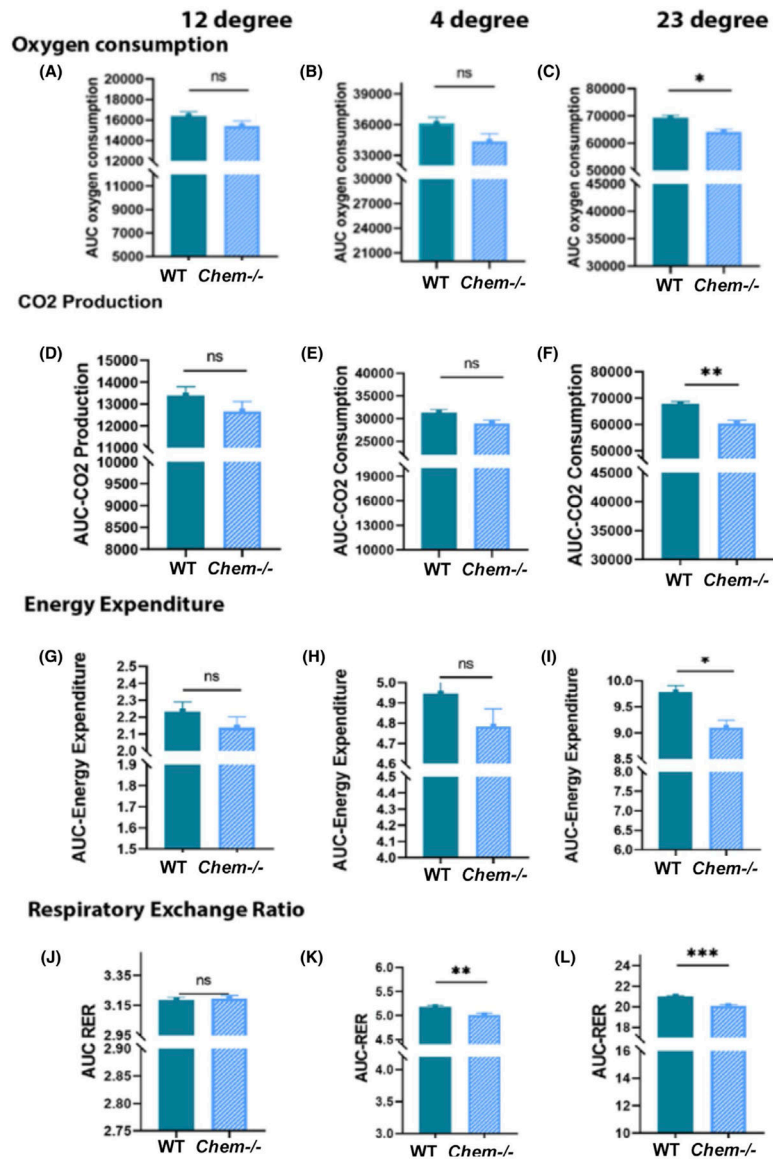 12 degree 4 degree 23 degree
Oxygen consumption
(A) (B) (C)
AUC oxygen consumption
20000
18000
16000
14000
12000
17000
15000
13000
11000
9000
7000
5000
ns
WT Chem-/-
AUC oxygen consumption
39000
36000
33000
30000
27000
24000
21000
ns
WT Chem-/-
AUC oxygen consumption
80000
70000
60000
50000
45000
40000
35000
30000
*
WT Chem-/-
CO2 Production
(D) (E) (F)
AUC-CO2 Production
15000
14000
13000
12000
11000
10000
9500
9000
8500
8000
ns
WT Chem-/-
AUC-CO2 Consumption
40000
35000
30000
25000
19000
16000
13000
10000
ns
WT Chem-/-
AUC-CO2 Consumption
80000
70000
60000
50000
45000
40000
35000
30000
**
WT Chem-/-
Energy Expenditure
(G) (H) (I)
AUC-Energy Expenditure
2.5
2.4
2.3
2.2
2.1
2.0
1.9
1.8
1.7
1.6
1.5
ns
WT Chem-/-
AUC-Energy Expenditure
5.0
4.9
4.8
4.7
4.6
4.5
4.4
4.3
4.2
4.1
4.0
ns
WT Chem-/-
AUC-Energy Expenditure
10.0
9.5
9.0
8.5
8.0
7.5
7.0
6.5
6.0
*
WT Chem-/-
Respiratory Exchange Ratio
(J) (K) (L)
AUC RER
3.35
3.15
2.95
2.90
2.85
2.80
2.75
ns
WT Chem-/-
AUC-RER
6.0
5.5
5.0
4.5
4.0
3.5
3.0
**
WT Chem-/-
AUC-RER
24
22
20
18
16
14
12
10
***
WT Chem-/-